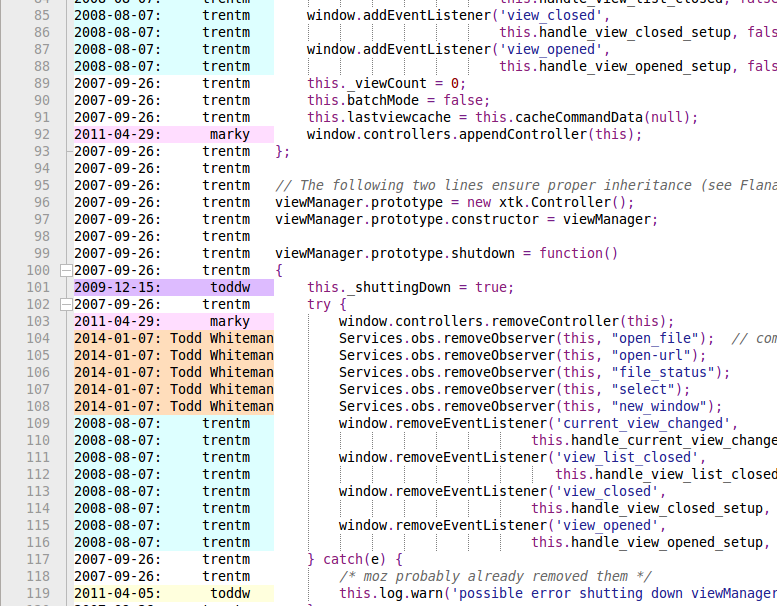 85 2008-08-07: trentm window.addEventListener('view_closed',
86 2008-08-07: trentm this.handle_view_closed_setup, fals
87 2008-08-07: trentm window.addEventListener('view_opened',
88 2008-08-07: trentm this.handle_view_opened_setup, fals
89 2007-09-26: trentm this._viewCount = 0;
90 2007-09-26: trentm this.batchMode = false;
91 2007-09-26: trentm this.lastviewcache = this.cacheCommandData(null);
92 2011-04-29: marky window.controllers.appendController(this);
93 2007-09-26: trentm };
94 2007-09-26: trentm
95 2007-09-26: trentm // The following two lines ensure proper inheritance (see Flana
96 2007-09-26: trentm viewManager.prototype = new xtk.Controller();
97 2007-09-26: trentm viewManager.prototype.constructor = viewManager;
98 2007-09-26: trentm
99 2007-09-26: trentm viewManager.prototype.shutdown = function()
100 2007-09-26: trentm {
101 2009-12-15: toddw this._shuttingDown = true;
102 2007-09-26: trentm try {
103 2011-04-29: marky window.controllers.removeController(this);
104 2014-01-07: Todd Whiteman Services.obs.removeObserver(this, "open_file"); // com
105 2014-01-07: Todd Whiteman Services.obs.removeObserver(this, "open-url");
106 2014-01-07: Todd Whiteman Services.obs.removeObserver(this, "file_status");
107 2014-01-07: Todd Whiteman Services.obs.removeObserver(this, "select");
108 2014-01-07: Todd Whiteman Services.obs.removeObserver(this, "new_window");
109 2008-08-07: trentm window.removeEventListener('current_view_changed',
110 2008-08-07: trentm this.handle_current_view_change
111 2008-08-07: trentm window.removeEventListener('view_list_closed',
112 2008-08-07: trentm this.handle_view_list_closed
113 2008-08-07: trentm window.removeEventListener('view_closed',
114 2008-08-07: trentm this.handle_view_closed_setup,
115 2008-08-07: trentm window.removeEventListener('view_opened',
116 2008-08-07: trentm this.handle_view_opened_setup,
117 2007-09-26: trentm } catch(e) {
118 2007-09-26: trentm /* moz probably already removed them */
119 2011-04-05: toddw this.log.warn('possible error shutting down viewManager